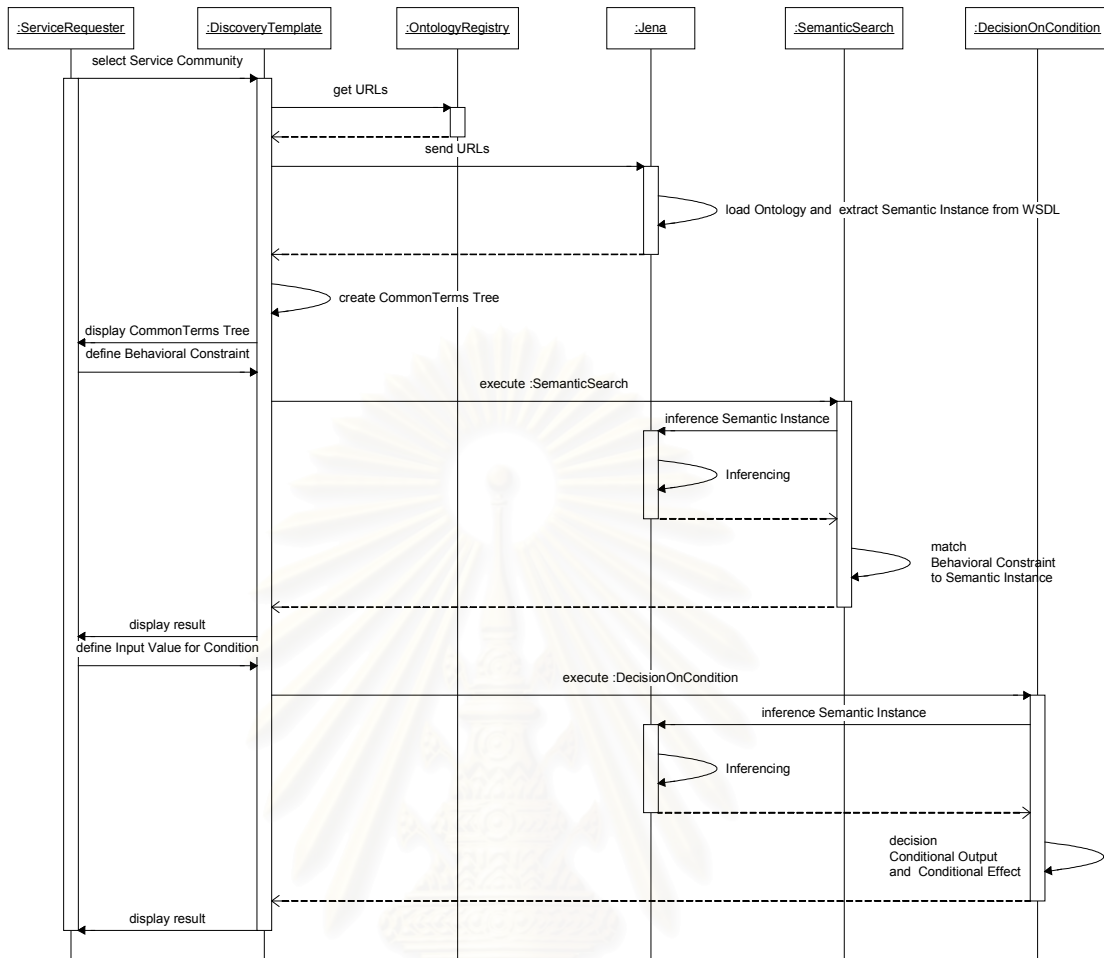 :ServiceRequester
:DiscoveryTemplate
:OntologyRegistry
:Jena
:SemanticSearch
:DecisionOnCondition
select Service Community
get URLs
send URLs
load Ontology and extract Semantic Instance from WSDL
create CommonTerms Tree
display CommonTerms Tree
define Behavioral Constraint
execute :SemanticSearch
inference Semantic Instance
Inferencing
match
Behavioral Constraint
to Semantic Instance
display result
define Input Value for Condition
execute :DecisionOnCondition
inference Semantic Instance
Inferencing
decision
Conditional Output
and Conditional Effect
display result